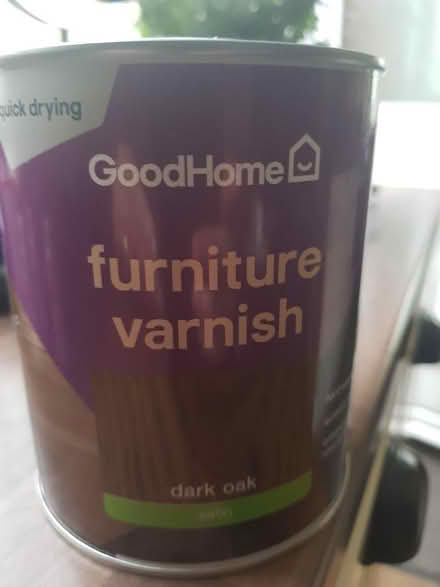 quick drying
GoodHome
furniture
varnish
dark oak
satin